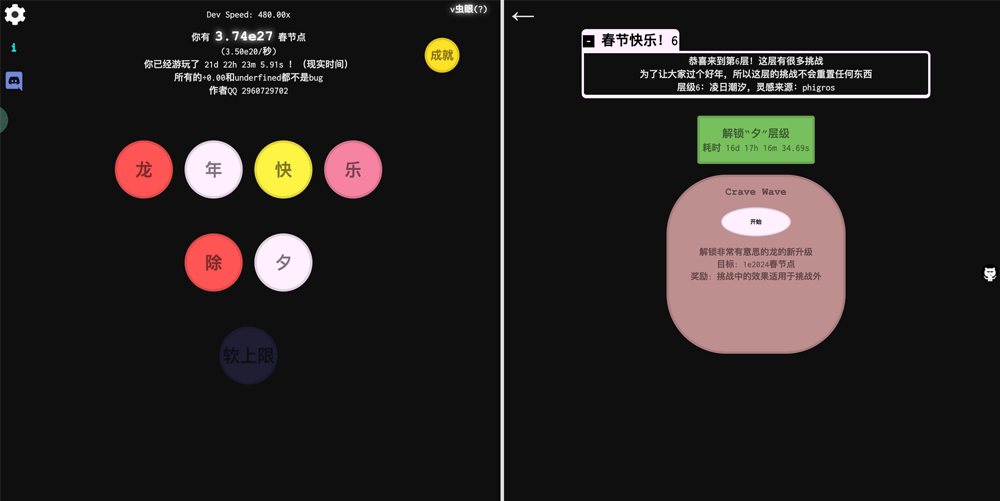 Dev Speed: 480.00x
v虫眼(?)
你有 3.74e27 春节点
(3.50e20/秒)
你已经游玩了 21d 22h 23m 5.91s ! (现实时间)
所有的+0.00和underfined都不是bug
作者QQ 2960729702
成就
i
龙
年
快
乐
除
夕
软上限
- 春节快乐! 6
恭喜来到第6层! 这层有很多挑战
为了让大家过个好年, 所以这层的挑战不会重置任何东西
层级6: 凌日潮汐, 灵感来源: phigros
解锁“夕”层级
耗时 16d 17h 16m 34.69s
Crave Wave
开始
解锁非常有意思的龙的新升级
目标: 1e2024春节点
奖励: 挑战中的效果适用于挑战外